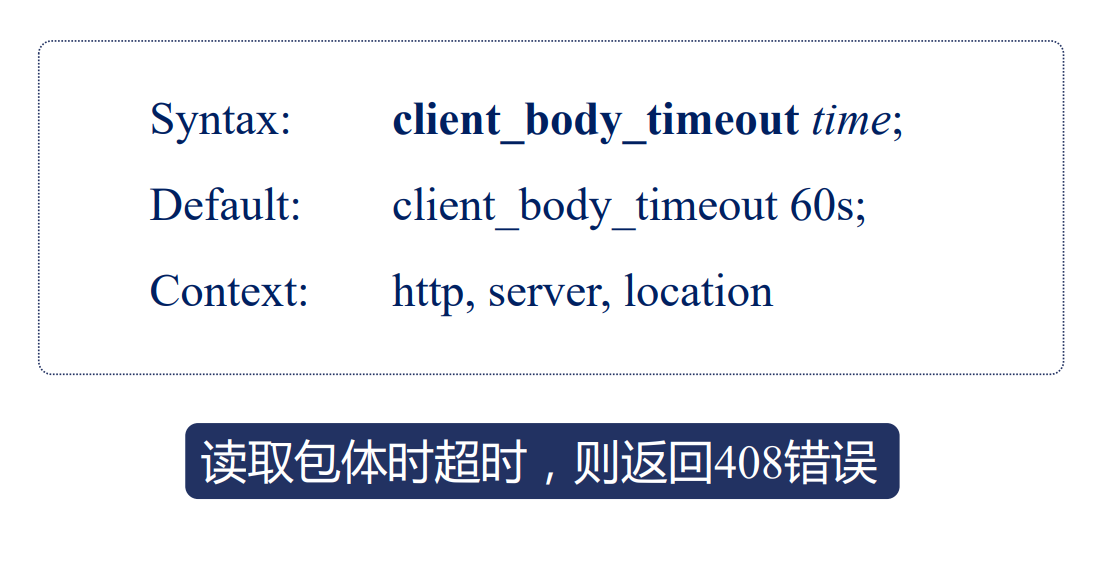 Syntax: client_body_timeout time;
Default: client_body_timeout 60s;
Context: http, server, location
读取包体时超时，则返回408错误